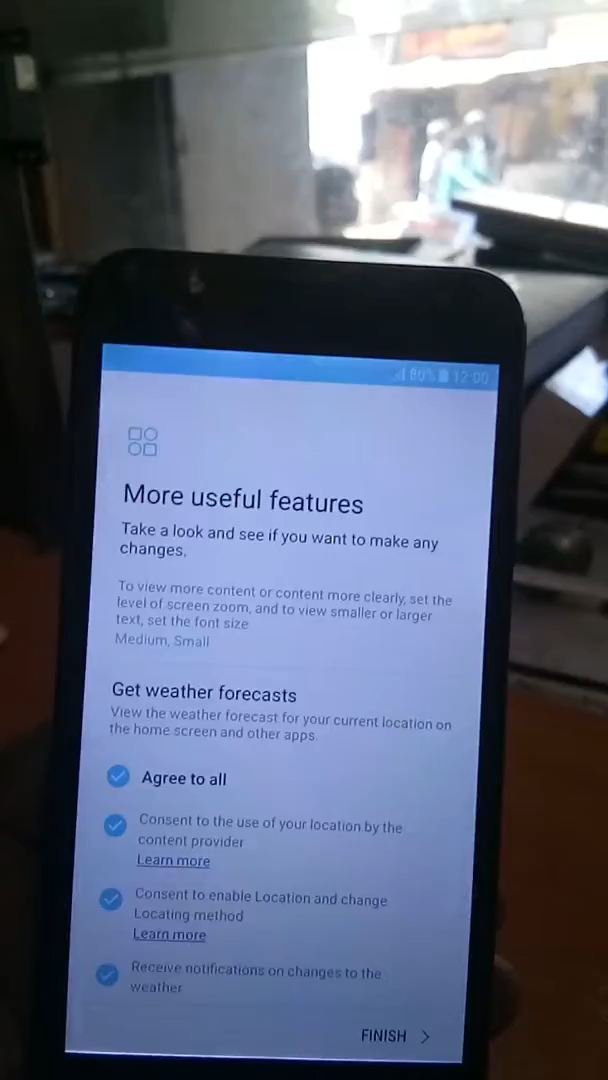 80% 12:00
More useful features
Take a look and see if you want to make any
changes.
To view more content or content more clearly, set the
level of screen zoom, and to view smaller or larger
text, set the font size
Medium, Small
Get weather forecasts
View the weather forecast for your current location on
the home screen and other apps.
Agree to all
Consent to the use of your location by the
content provider
Learn more
Consent to enable Location and change
Locating method
Learn more
Receive notifications on changes to the
weather
FINISH >